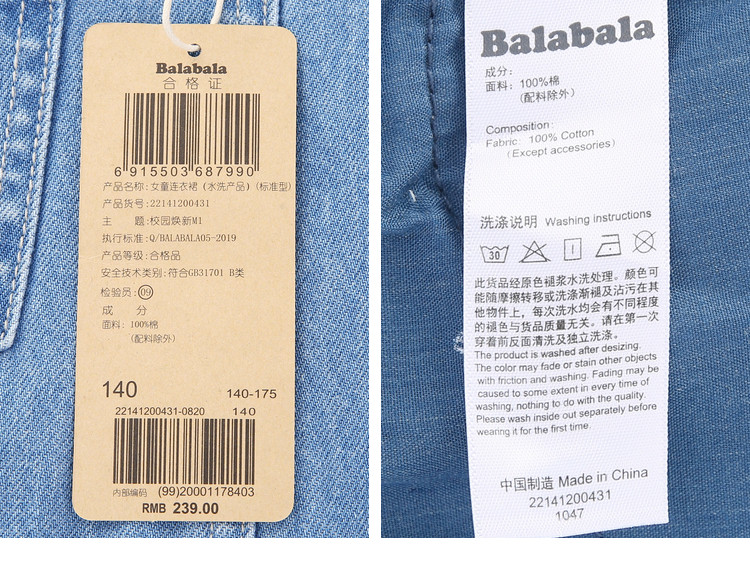 Balabala
合格证
6 915503 687990
产品名称: 女童连衣裙 (水洗产品) (标准型)
产品货号: 22141200431
主 题: 校园焕新M1
执行标准: Q/BALABALA05-2019
产品等级: 合格品
安全技术类别: 符合GB31701 B类
检验员: 09
成 分
面料: 100%棉
(配料除外)
140 140-175
22141200431-0820 140
内部编码 (99)20001178403
RMB 239.00
Balabala
成分:
面料: 100%棉
(配料除外)
Composition:
Fabric: 100% Cotton
(Except accessories)
洗涤说明 Washing instructions
30
此货品经原色褪浆水洗处理。颜色可
能随摩擦转移或洗涤渐褪及沾污在其
他物件上，每次洗水均会有不同程度
的褪色与货品质量无关。请在第一次
穿着前反面清洗及独立洗涤。
The product is washed after desizing.
The color may fade or stain other objects
with friction and washing. Fading may be
caused to some extent in every time of
washing, nothing to do with the quality.
Please wash inside out separately before
wearing it for the first time.
中国制造 Made in China
22141200431
1047